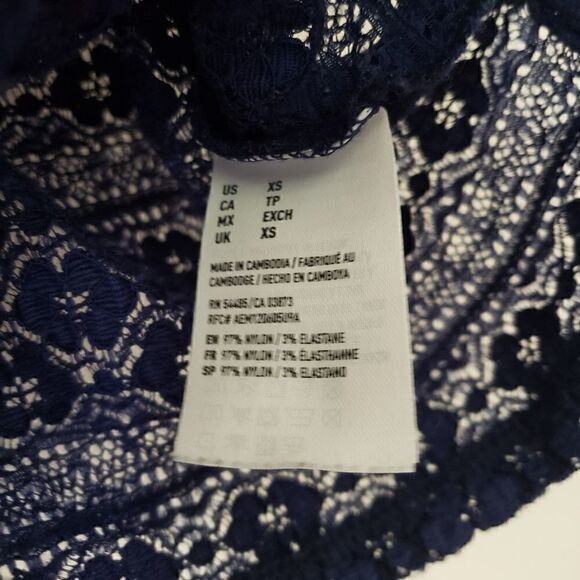 US XS
CA TP
MX EXCH
UK XS
MADE IN CAMBODIA / FABRIQUÉ AU
CAMBODGE / HECHO EN CAMBOYA
RN 54485/CA 03873
RFC# AEM1206051J9A
EN 97% NYLON / 3% ELASTANE
FR 97% NYLON / 3% ÉLASTHANNE
SP 97% NYLON / 3% ELASTANO